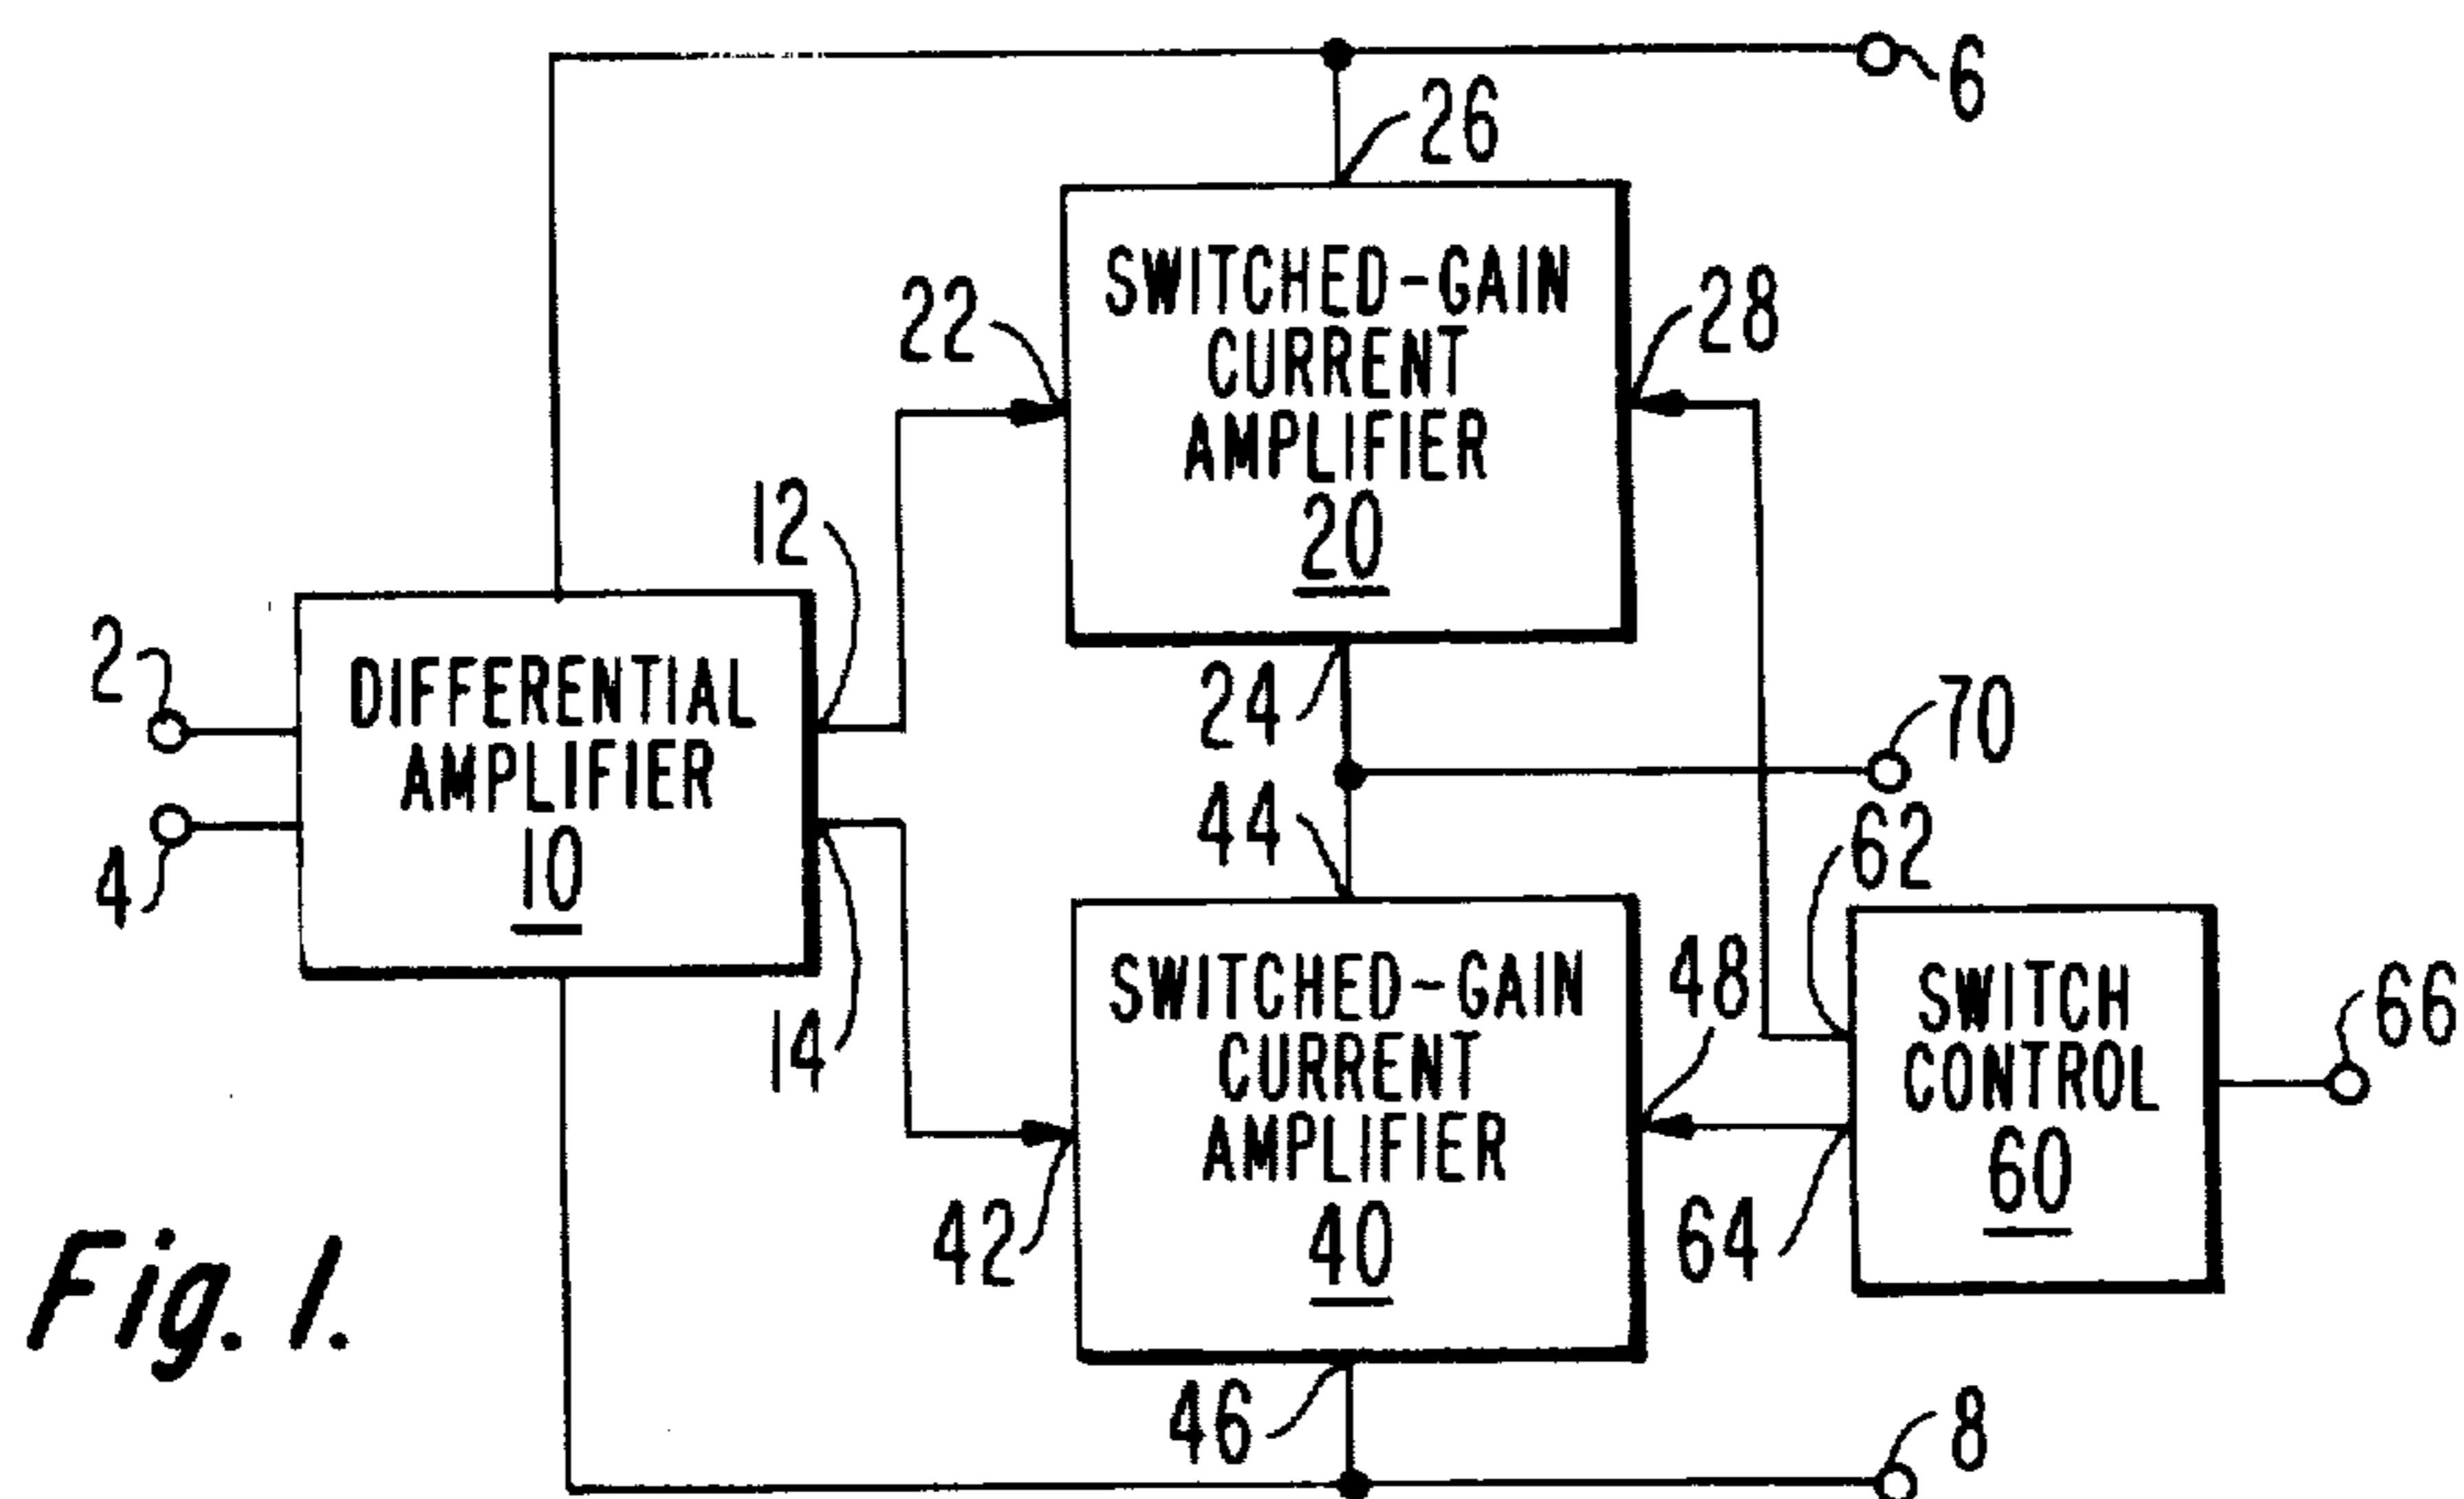 6
26
SWITCHED-GAIN
CURRENT
AMPLIFIER
20
22
28
12
2
DIFFERENTIAL
AMPLIFIER
10
4
24
70
44
62
14
SWITCHED-GAIN
CURRENT
AMPLIFIER
40
48
SWITCH
CONTROL
60
66
42
64
Fig. 1.
46
8